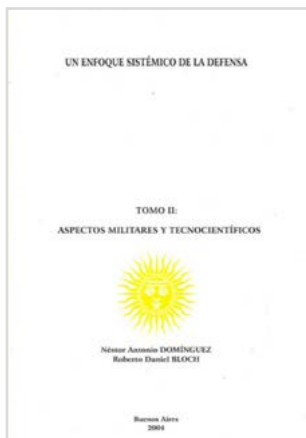 UN ENFOQUE SISTÉMICO DE LA DEFENSA
TOMO II:
ASPECTOS MILITARES Y TECNOCIENTÍFICOS
Néstor Antonio DOMÍNGUEZ
Roberto Daniel BLOCH
Buenos Aires
2004